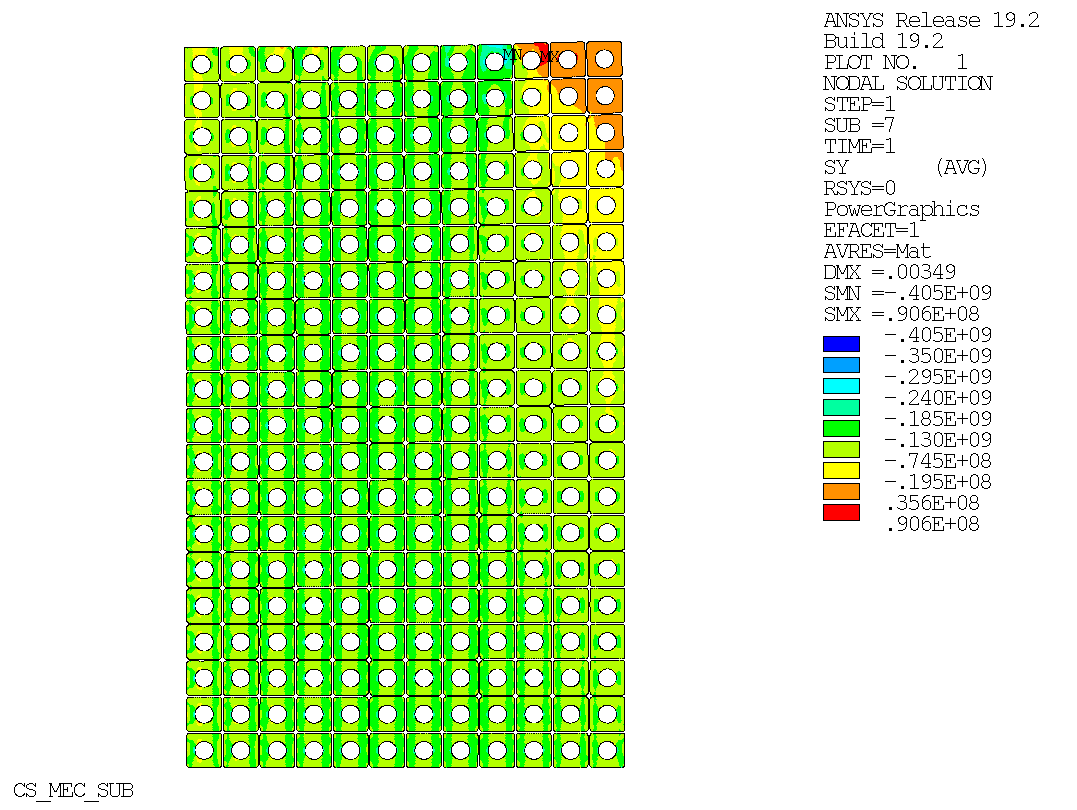 ANSYS Release 19.2
Build 19.2
PLOT NO.   1
NODAL SOLUTION
STEP=1
SUB =7
TIME=1
SY       (AVG)
RSYS=0
PowerGraphics
EFACET=1
AVRES=Mat
DMX =.00349
SMN =-.405E+09
SMX =.906E+08
-.405E+09
-.350E+09
-.295E+09
-.240E+09
-.185E+09
-.130E+09
-.745E+08
-.195E+08
.356E+08
.906E+08
MN MX
CS_MEC_SUB